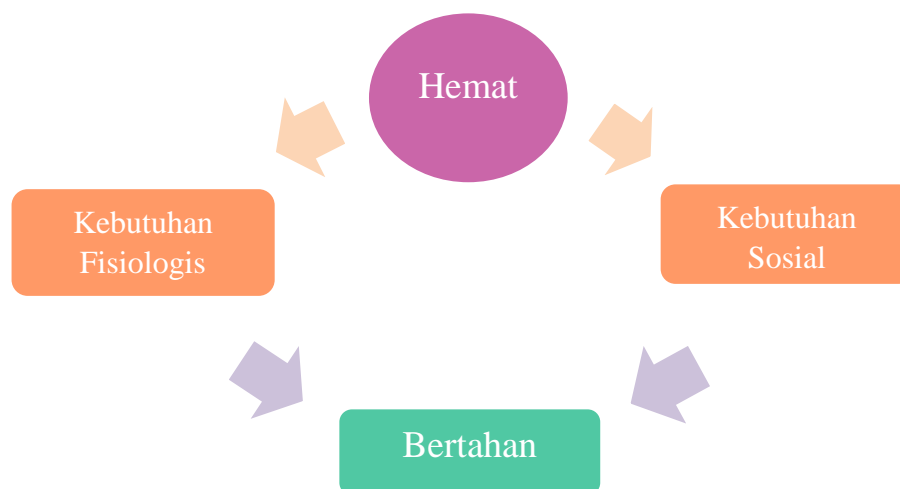 Hemat
Kebutuhan
Fisiologis
Kebutuhan
Sosial
Bertahan